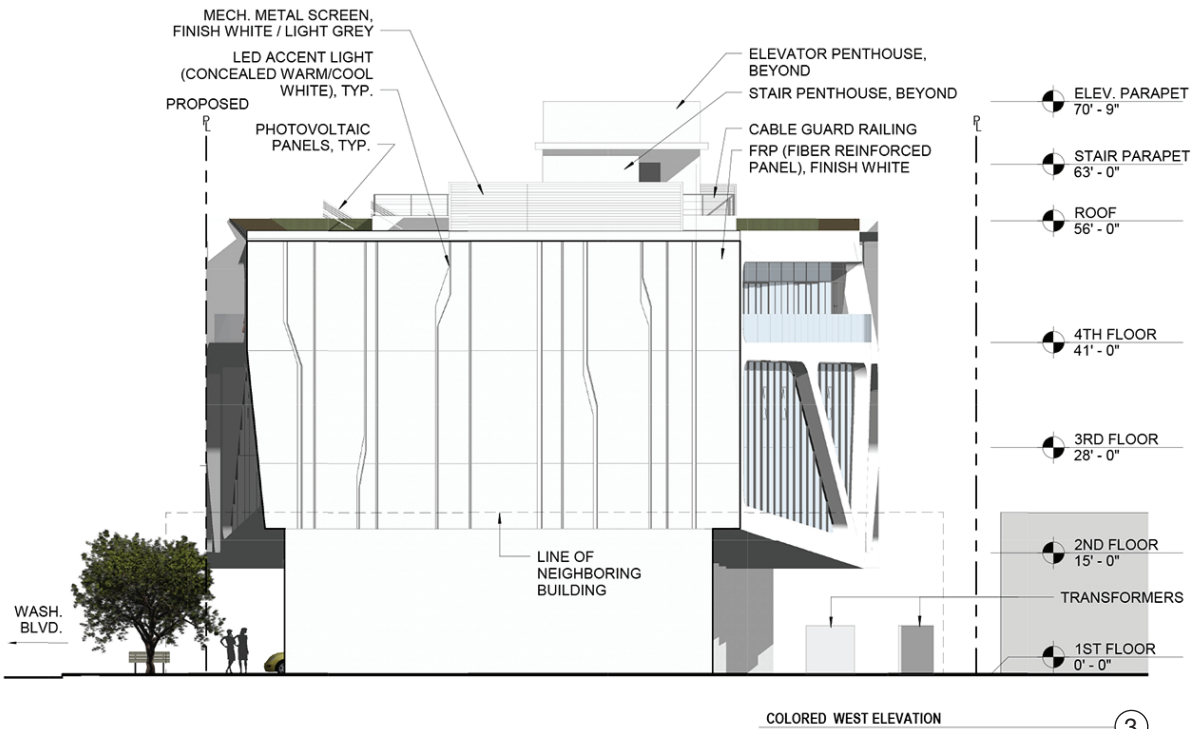 MECH. METAL SCREEN,
FINISH WHITE / LIGHT GREY
LED ACCENT LIGHT
(CONCEALED WARM/COOL
WHITE), TYP.
PROPOSED
PL
PHOTOVOLTAIC
PANELS, TYP.
ELEVATOR PENTHOUSE,
BEYOND
STAIR PENTHOUSE, BEYOND
CABLE GUARD RAILING
FRP (FIBER REINFORCED
PANEL), FINISH WHITE
PL
ELEV. PARAPET
70' - 9"
STAIR PARAPET
63' - 0"
ROOF
56' - 0"
4TH FLOOR
41' - 0"
3RD FLOOR
28' - 0"
2ND FLOOR
15' - 0"
TRANSFORMERS
1ST FLOOR
0' - 0"
LINE OF
NEIGHBORING
BUILDING
WASH.
BLVD.
COLORED WEST ELEVATION
3